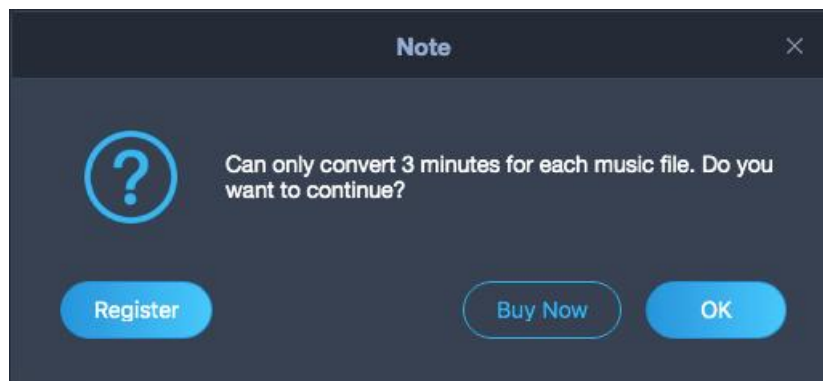 Note
Can only convert 3 minutes for each music file. Do you
want to continue?
Register
Buy Now
OK